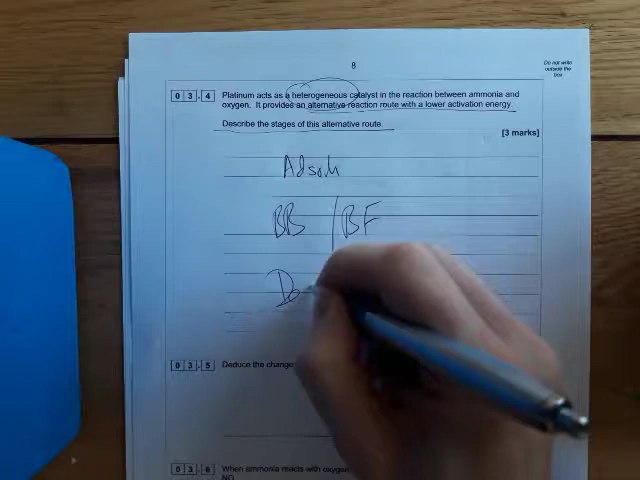 8
Do not write
outside the
box
0 3 . 4 Platinum acts as a heterogeneous catalyst in the reaction between ammonia and
oxygen. It provides an alternative reaction route with a lower activation energy.
Describe the stages of this alternative route.
[3 marks]
Adsorb
BB / BF
0 3 . 5 Deduce the change
0 3 . 6 When ammonia reacts with oxygen
NO